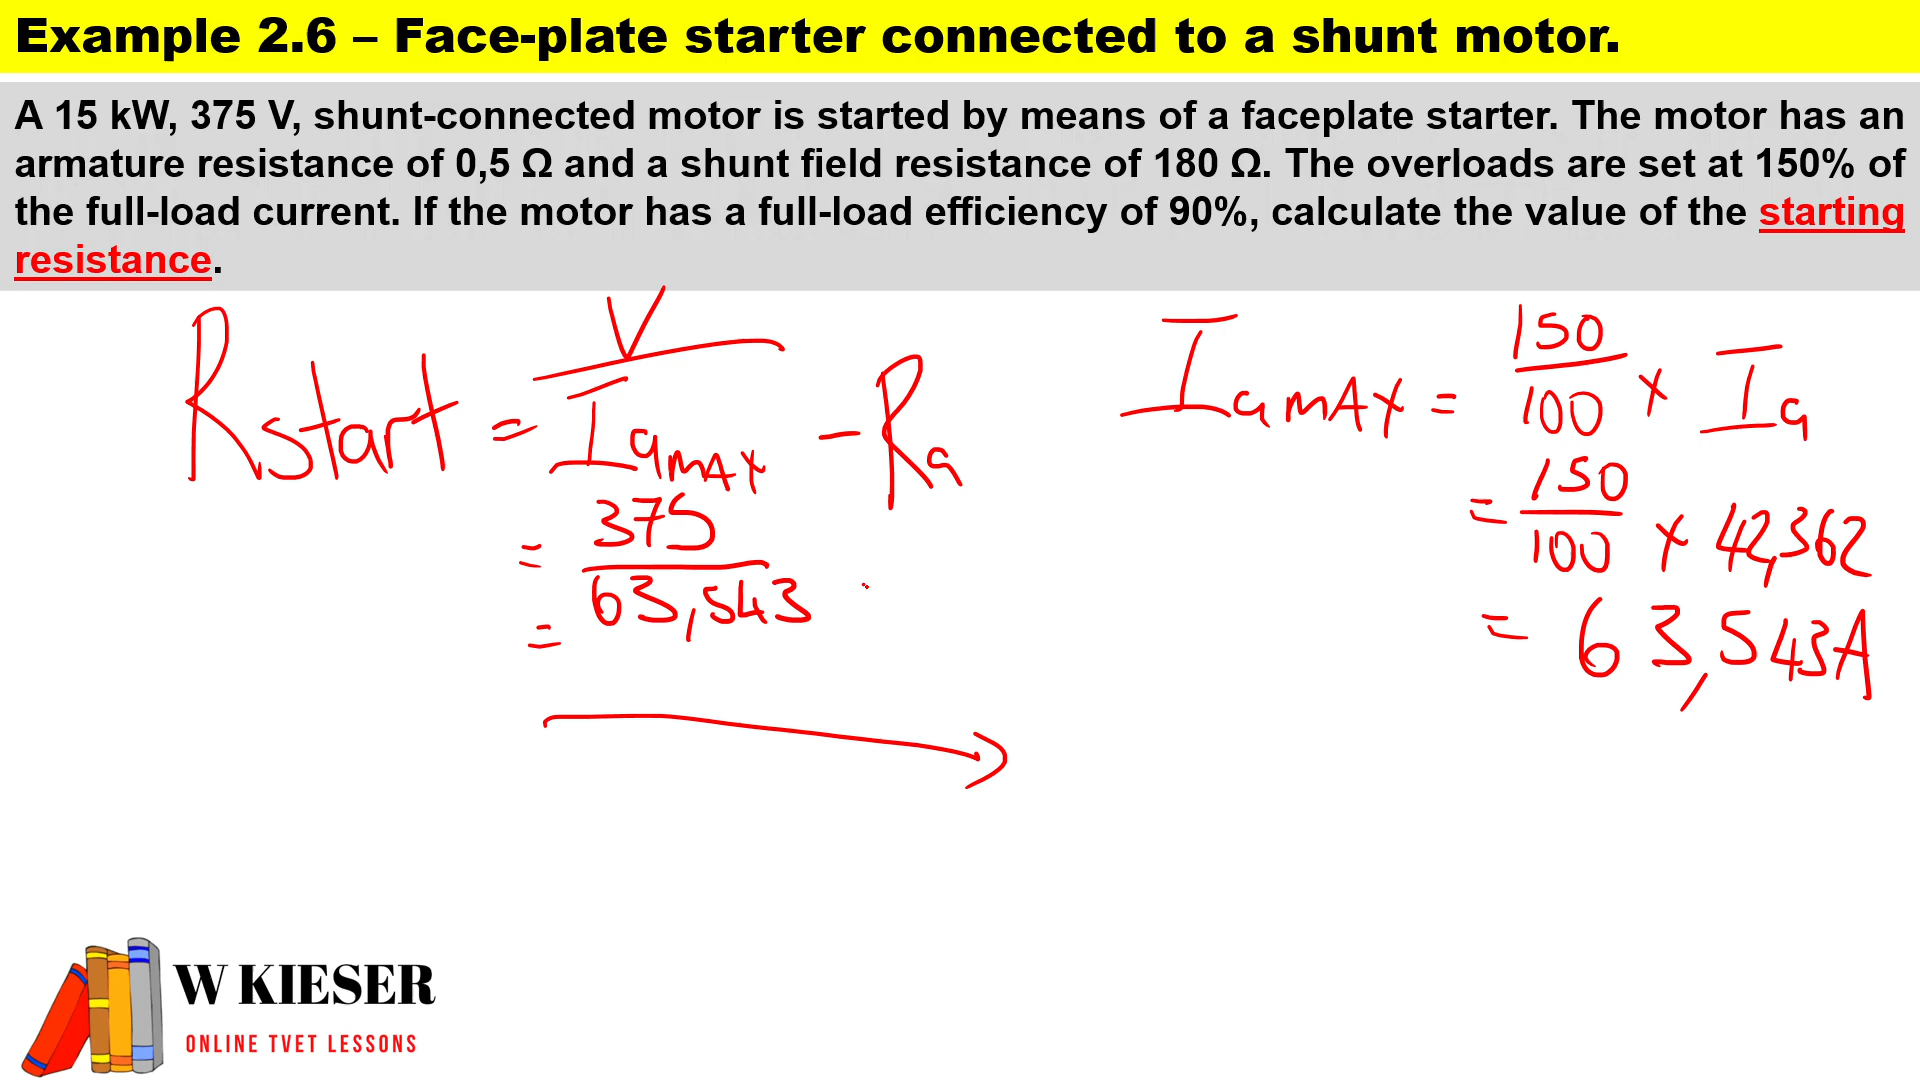 Example 2.6 – Face-plate starter connected to a shunt motor.
A 15 kW, 375 V, shunt-connected motor is started by means of a faceplate starter. The motor has an
armature resistance of 0,5 Ω and a shunt field resistance of 180 Ω. The overloads are set at 150% of
the full-load current. If the motor has a full-load efficiency of 90%, calculate the value of the starting
resistance.
Rstart = V / IaMAX - Ra
= 375 / 63,543
=
IamAX = 150 / 100 × Ia
= 150 / 100 × 42,362
= 63,543A
W KIESER
ONLINE TVET LESSONS